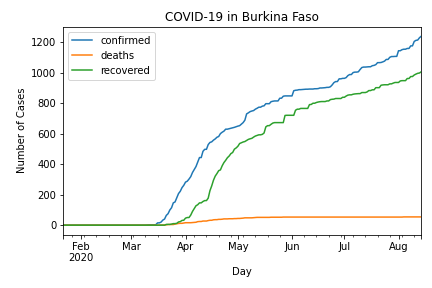 COVID-19 in Burkina Faso
confirmed
deaths
recovered
Number of Cases
1200
1000
800
600
400
200
0
Feb Mar Apr May Jun Jul Aug
2020
Day